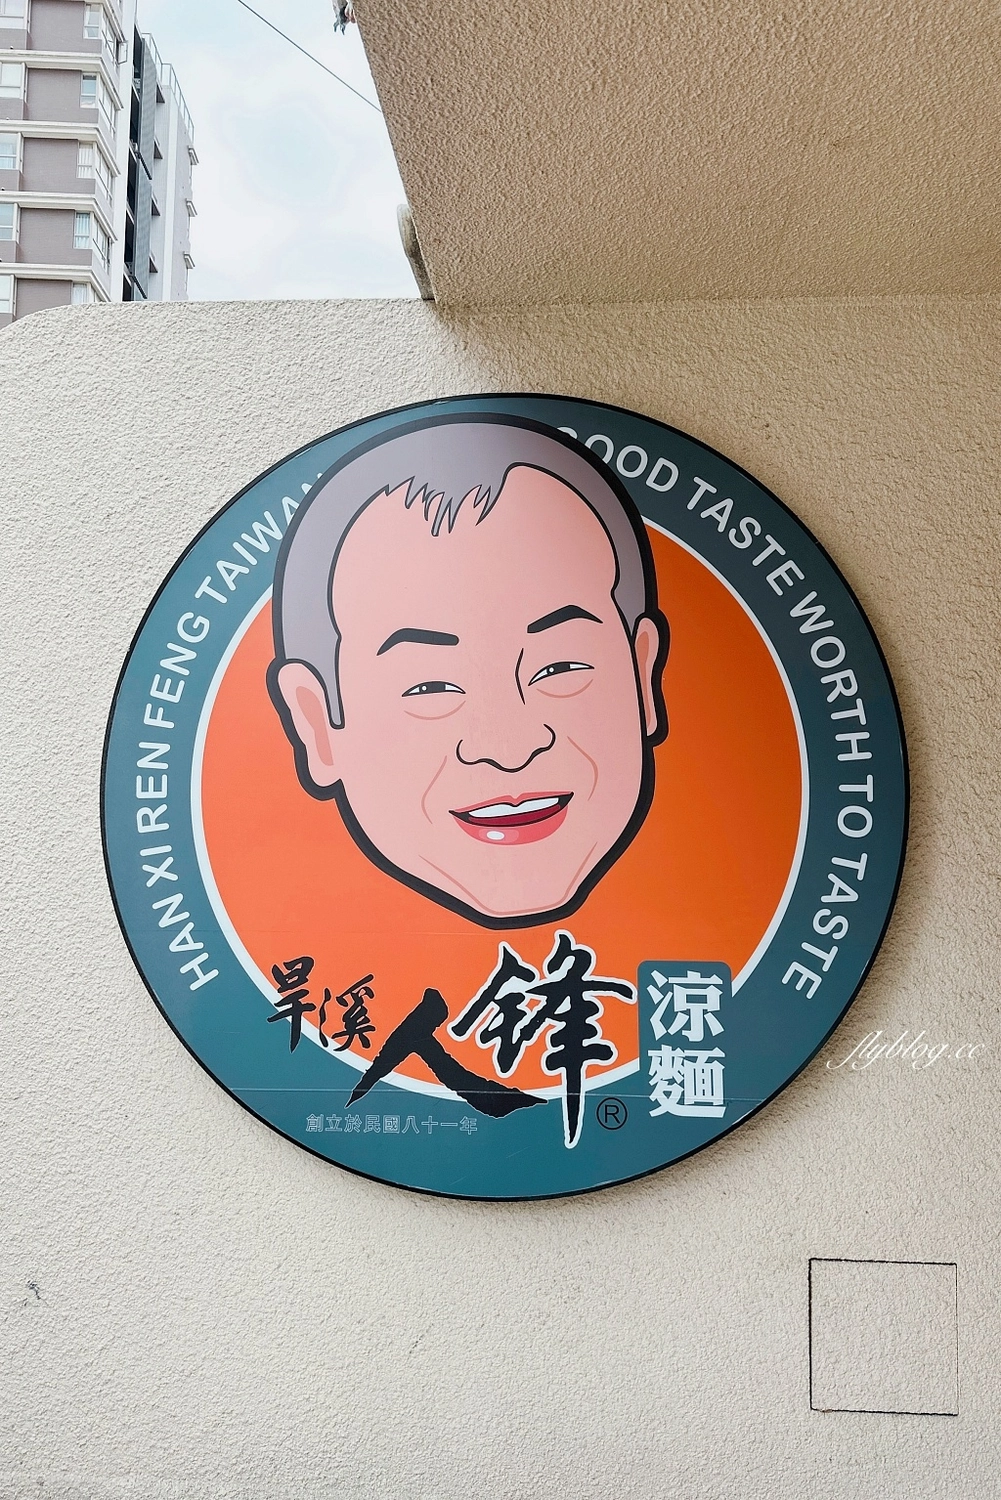 HAN XI REN FENG TAIWAN
GOOD TASTE WORTH TO TASTE
旱溪
人鋒
涼麵
®
創立於民國八十一年
flyblog.cc